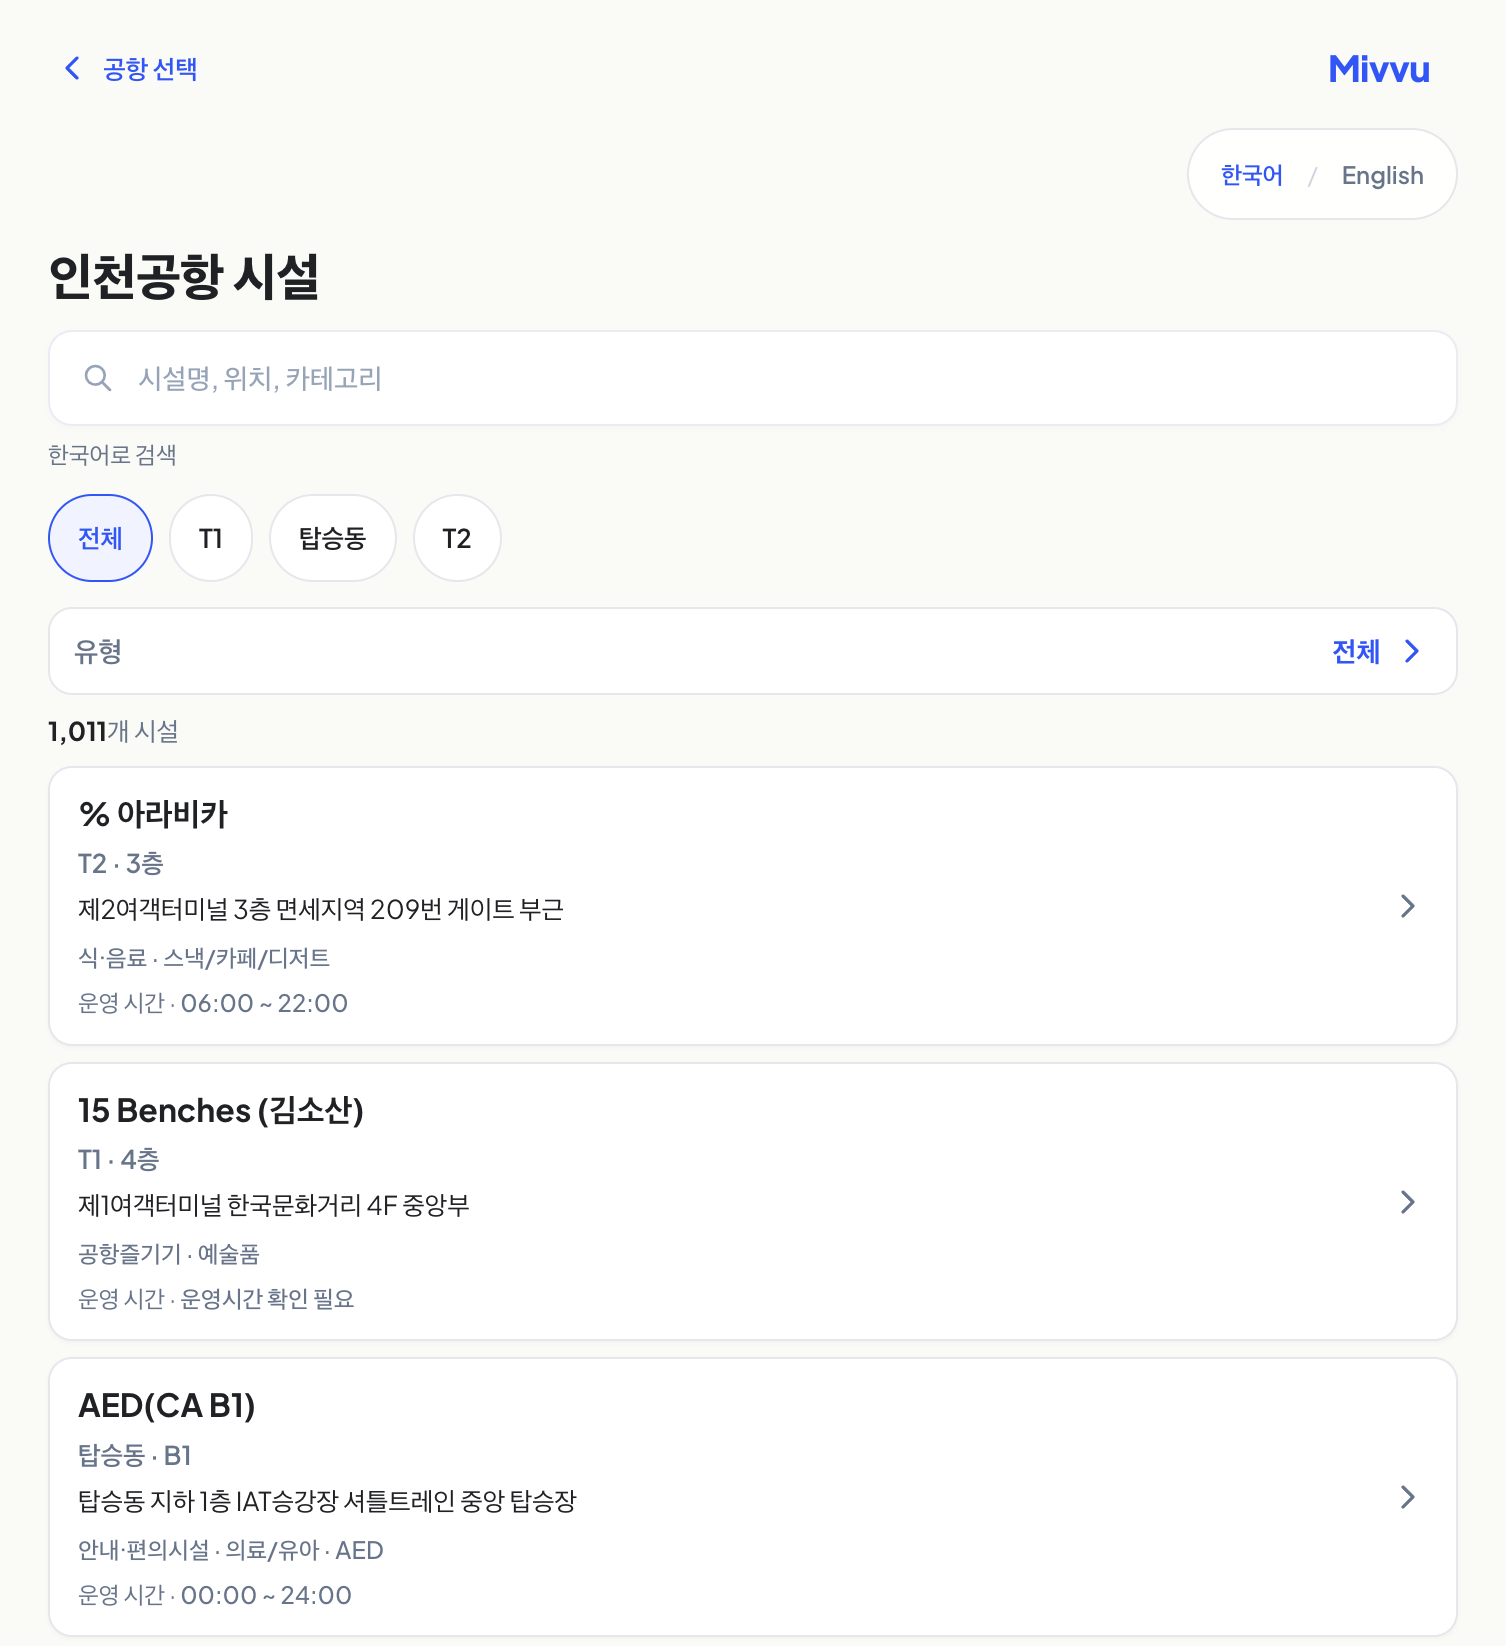 공항 선택
Mivvu
한국어 / English
인천공항 시설
시설명, 위치, 카테고리
한국어로 검색
전체 T1 탑승동 T2
유형 전체
1,011개 시설
% 아라비카
T2 · 3층
제2여객터미널 3층 면세지역 209번 게이트 부근
식·음료 · 스낵/카페/디저트
운영 시간 · 06:00 ~ 22:00
15 Benches (김소산)
T1 · 4층
제1여객터미널 한국문화거리 4F 중앙부
공항즐기기 · 예술품
운영 시간 · 운영시간 확인 필요
AED(CA B1)
탑승동 · B1
탑승동 지하 1층 IAT승강장 셔틀트레인 중앙 탑승장
안내·편의시설 · 의료/유아 · AED
운영 시간 · 00:00 ~ 24:00